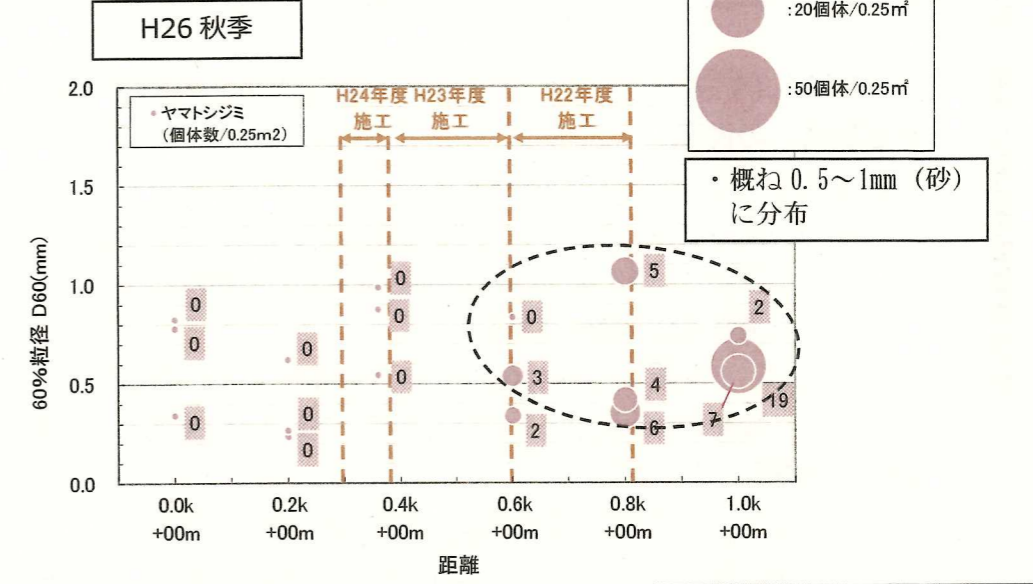 H26 秋季
:20個体/0.25㎡
:50個体/0.25㎡
・概ね 0.5～1mm（砂）
に分布
ヤマトシジミ
（個体数/0.25m2）
H24年度 H23年度 H22年度
施工 施工 施工
60%粒径 D60(mm)
2.0
1.5
1.0
0.5
0.0
0
0
0
0
0
0
0
0
0
0
3
2
5
4
6
2
19
7
0.0k 0.2k 0.4k 0.6k 0.8k 1.0k
+00m +00m +00m +00m +00m +00m
距離